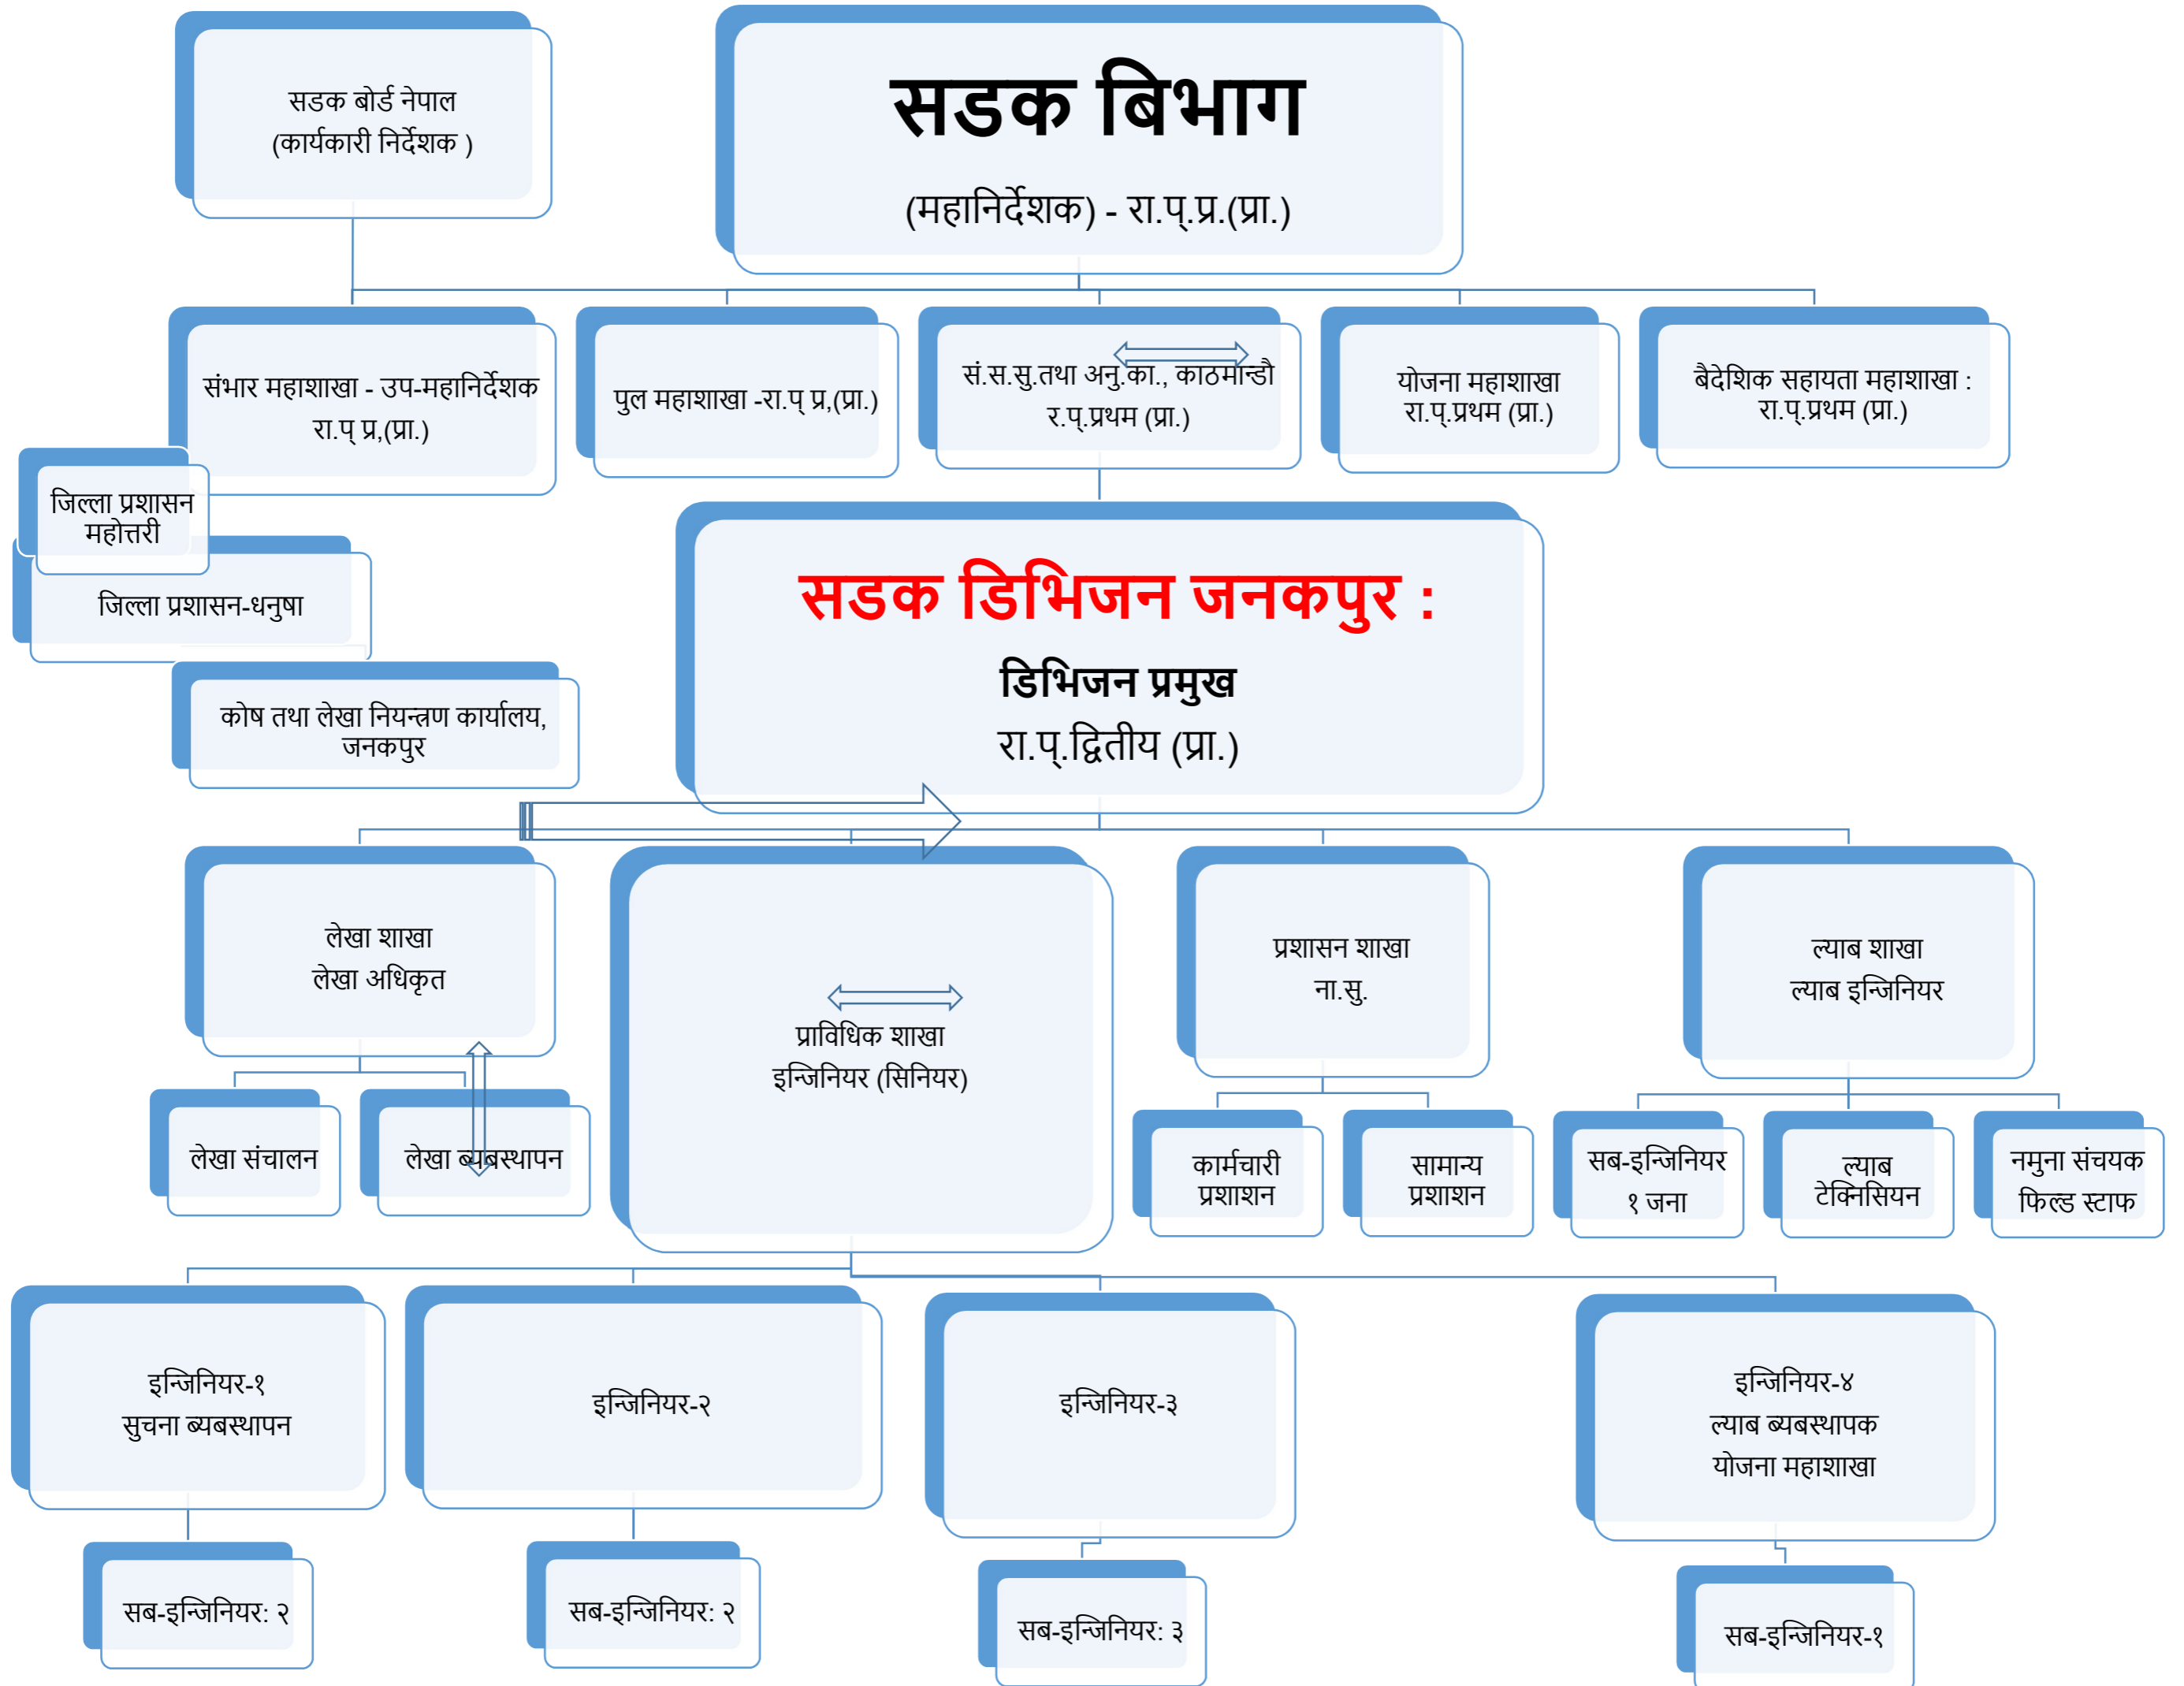 सडक बोर्ड नेपाल
(कार्यकारी निर्देशक )
सडक बिभाग
(महानिर्देशक) - रा.प्.प्र.(प्रा.)
संभार महाशाखा - उप-महानिर्देशक
रा.प् प्र,(प्रा.)
पुल महाशाखा -रा.प् प्र,(प्रा.)
सं.स.सु.तथा अनु.का., काठमान्डौ
र.प्.प्रथम (प्रा.)
योजना महाशाखा
रा.प्.प्रथम (प्रा.)
बैदेशिक सहायता महाशाखा :
रा.प्.प्रथम (प्रा.)
जिल्ला प्रशासन
महोत्तरी
जिल्ला प्रशासन-धनुषा
कोष तथा लेखा नियन्त्रण कार्यालय,
जनकपुर
सडक डिभिजन जनकपुर :
डिभिजन प्रमुख
रा.प्.द्वितीय (प्रा.)
लेखा शाखा
लेखा अधिकृत
प्राविधिक शाखा
इन्जिनियर (सिनियर)
प्रशासन शाखा
ना.सु.
ल्याब शाखा
ल्याब इन्जिनियर
लेखा संचालन
लेखा ब्यबस्थापन
कार्मचारी
प्रशाशन
सामान्य
प्रशाशन
सब-इन्जिनियर
१ जना
ल्याब
टेक्निसियन
नमुना संचयक
फिल्ड स्टाफ
इन्जिनियर-१
सुचना ब्यबस्थापन
इन्जिनियर-२
इन्जिनियर-३
इन्जिनियर-४
ल्याब ब्यबस्थापक
योजना महाशाखा
सब-इन्जिनियर: २
सब-इन्जिनियर: २
सब-इन्जिनियर: ३
सब-इन्जिनियर-१